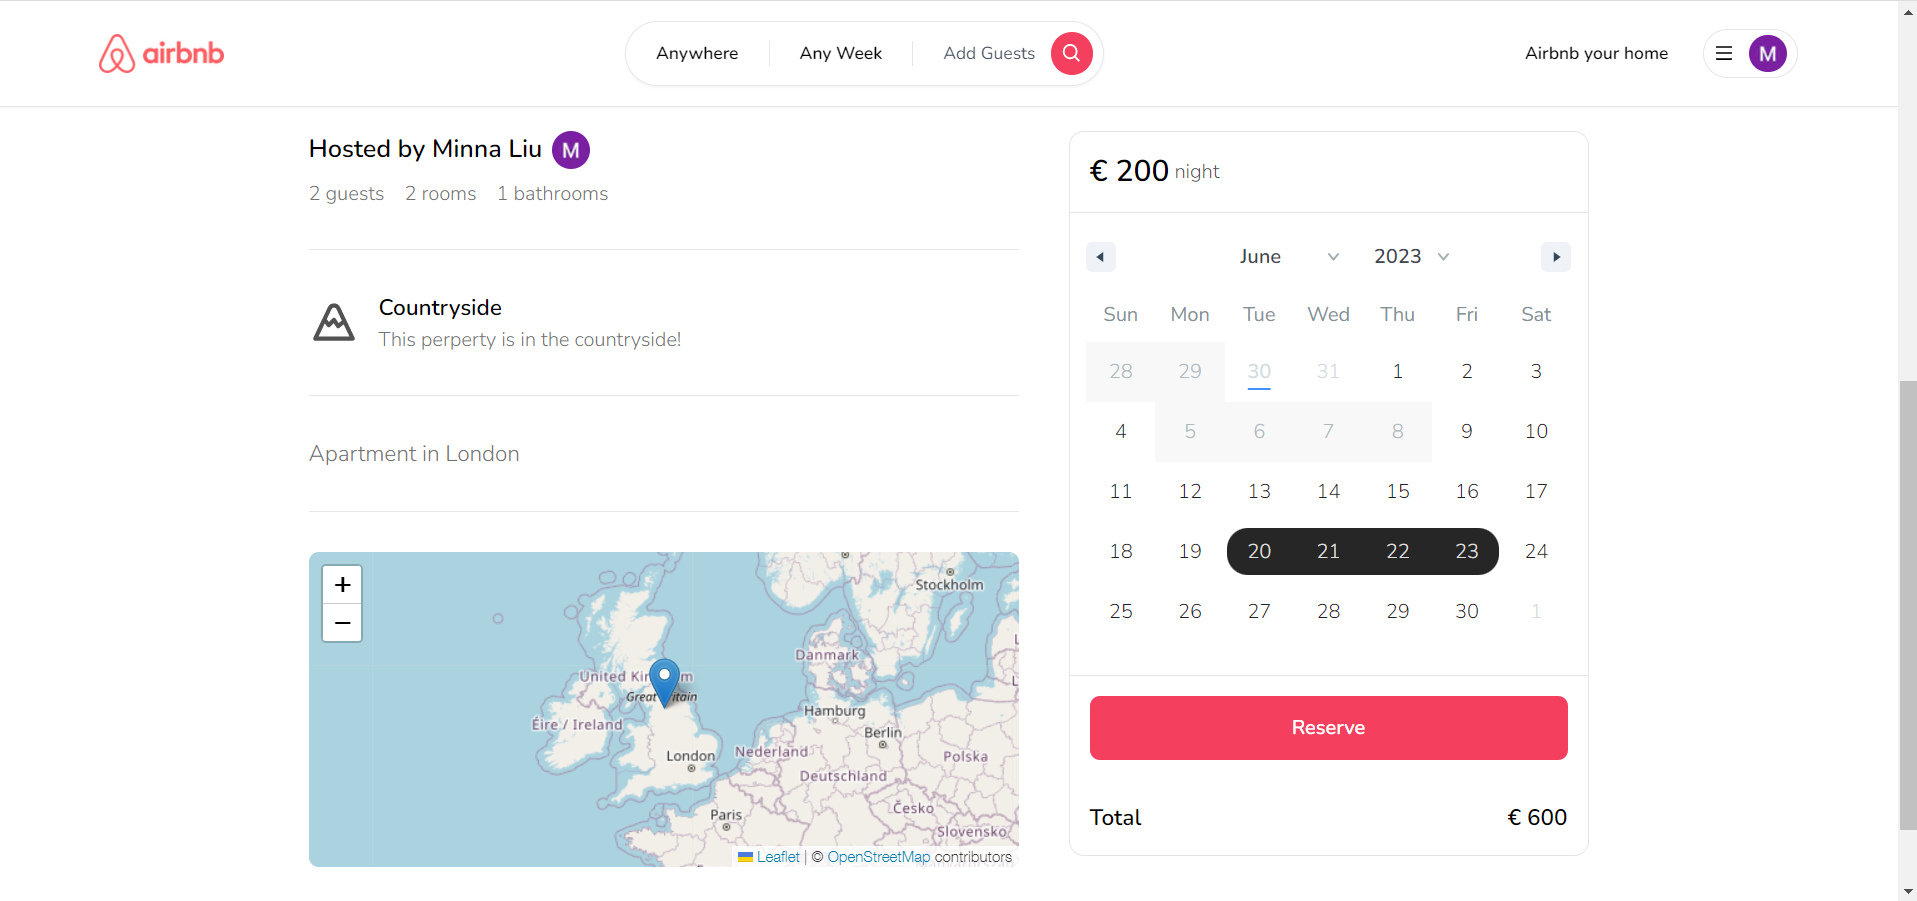 airbnb
Anywhere
Any Week
Add Guests
Airbnb your home
M
Hosted by Minna Liu M
2 guests 2 rooms 1 bathrooms
Countryside
This perperty is in the countryside!
Apartment in London
+
−
Stockholm
Danmark
Great
Éire / Ireland
Hamburg
Berlin
London
Nederland
Polska
Deutschland
Česko
Paris
Slovensko
Leaflet | © OpenStreetMap contributors
€ 200 night
June 2023
Sun Mon Tue Wed Thu Fri Sat
28 29 30 31 1 2 3
4 5 6 7 8 9 10
11 12 13 14 15 16 17
18 19 20 21 22 23 24
25 26 27 28 29 30 1
Reserve
Total € 600